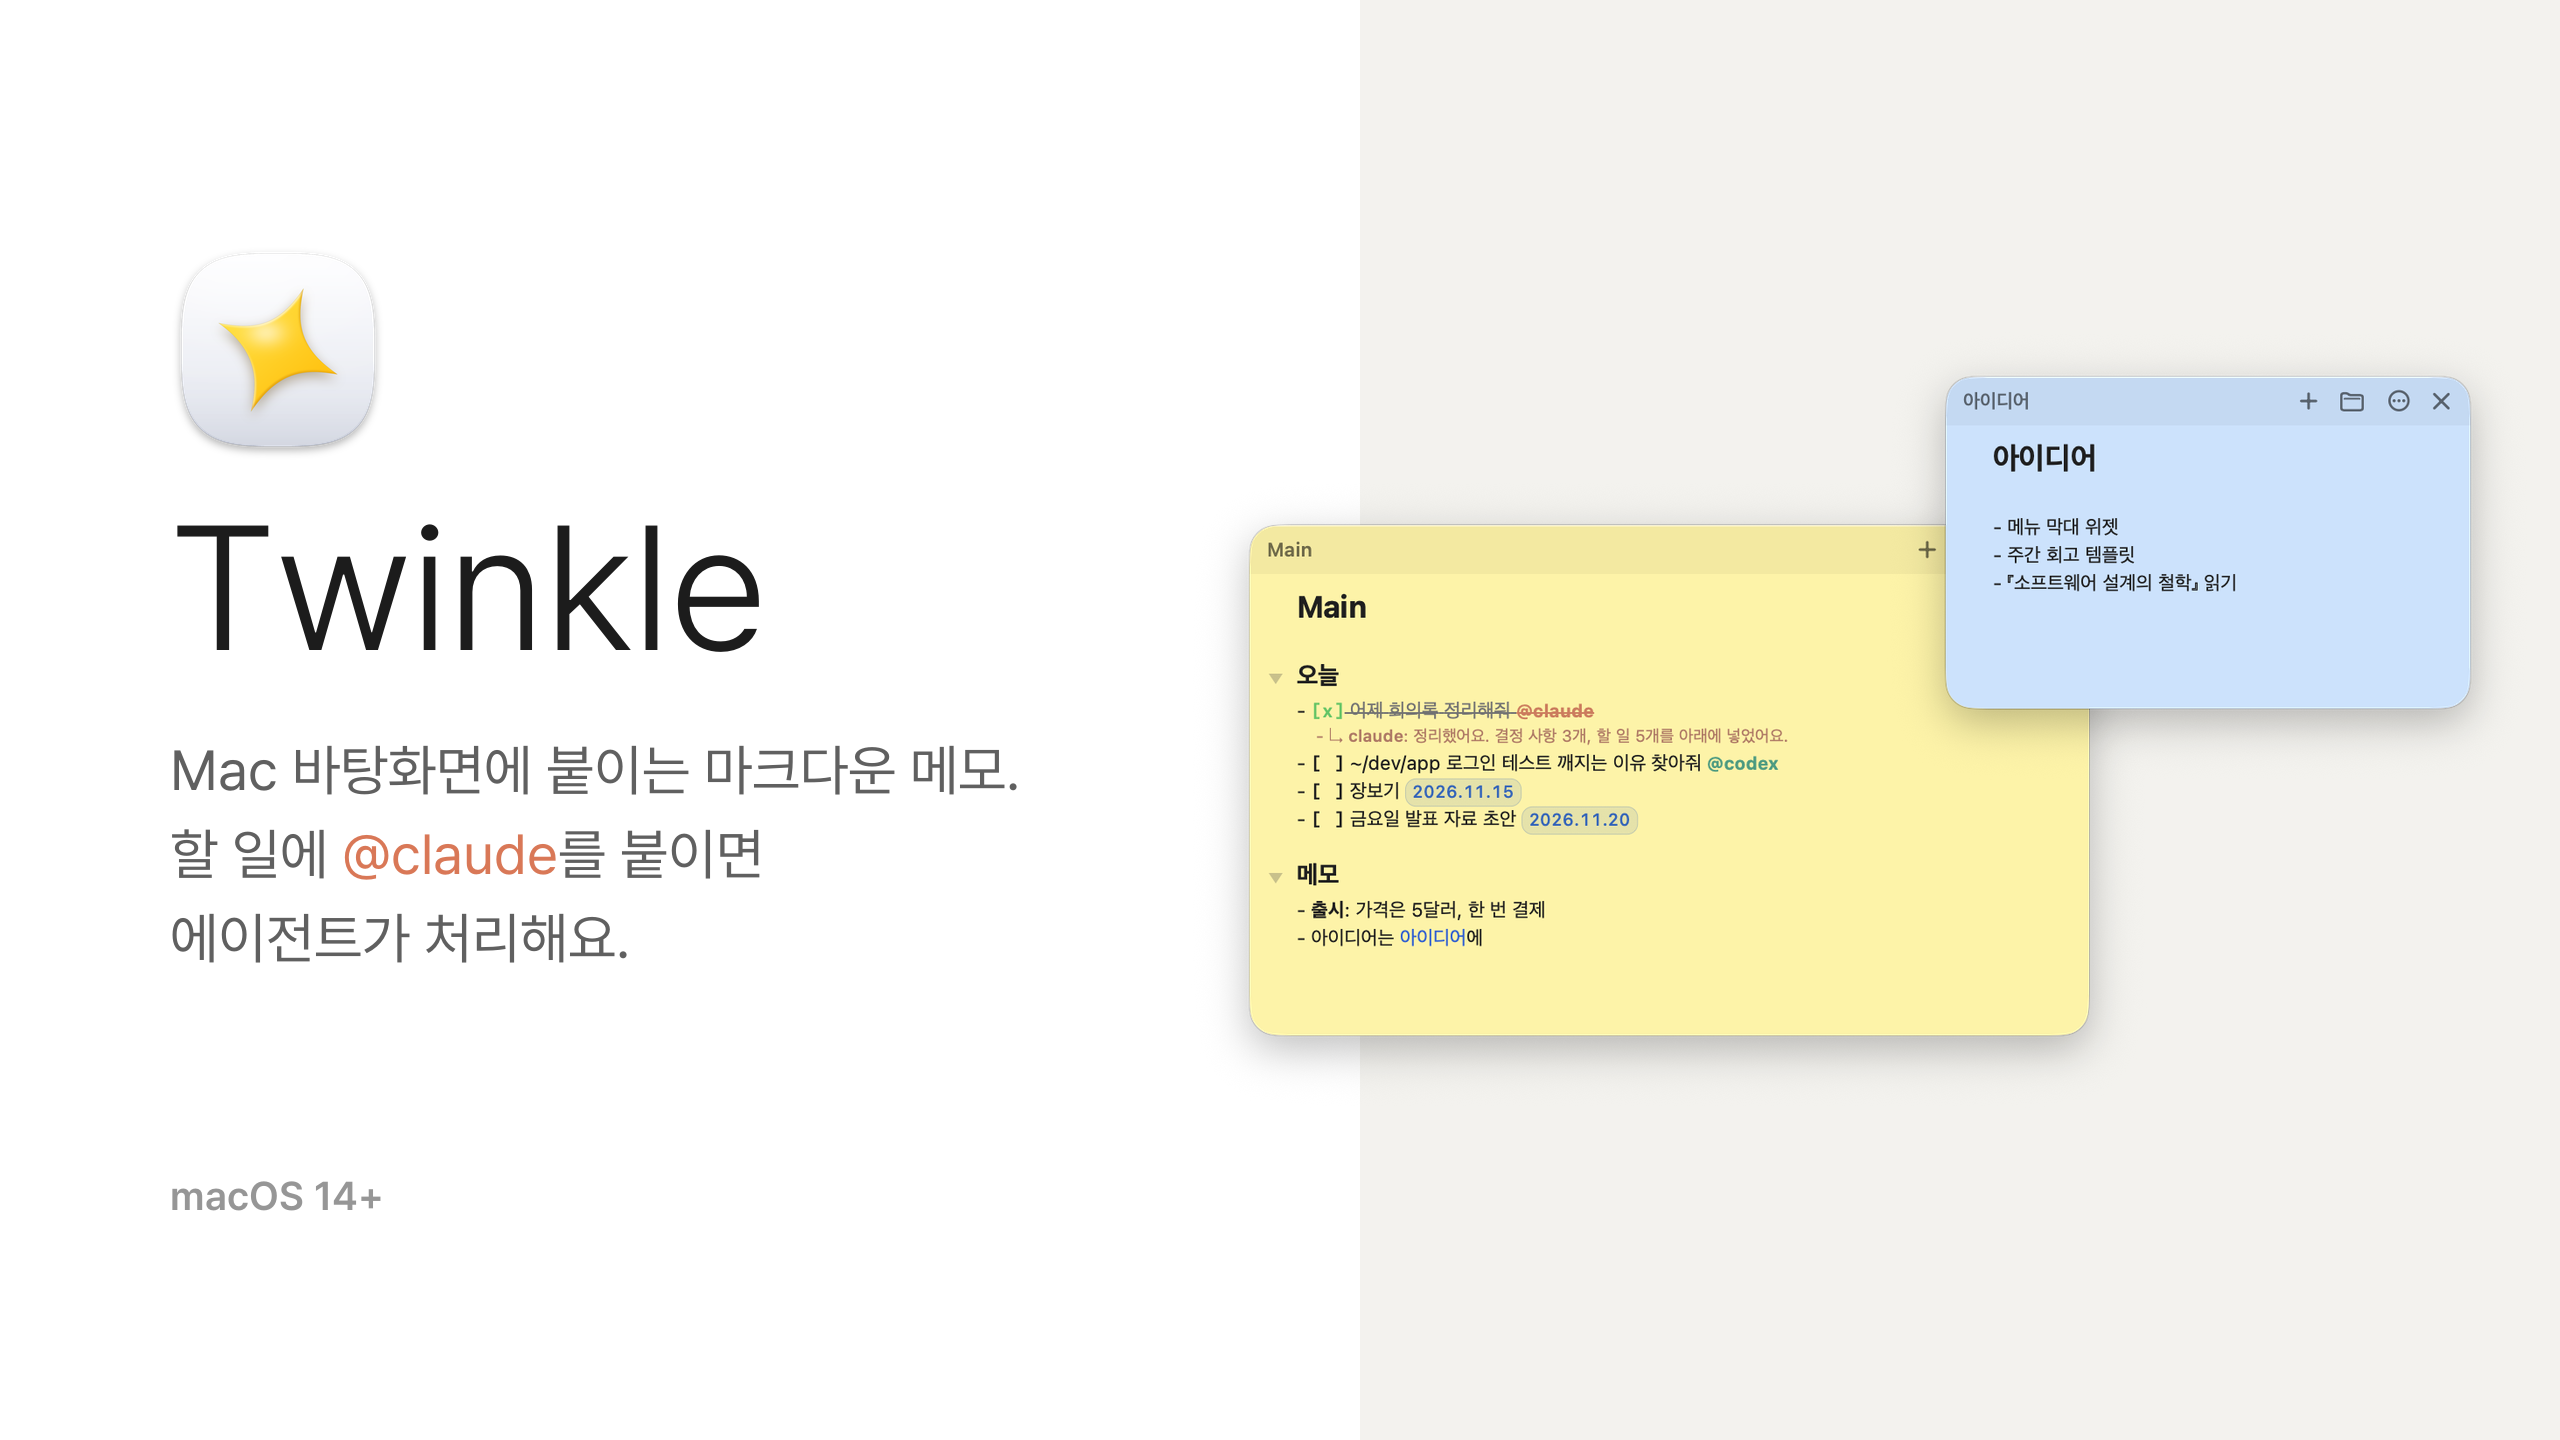 Twinkle
Mac 바탕화면에 붙이는 마크다운 메모.
할 일에 @claude를 붙이면
에이전트가 처리해요.
macOS 14+
Main
Main
오늘
- [x] 어제 회의록 정리해줘 @claude
- ↳ claude: 정리했어요. 결정 사항 3개, 할 일 5개를 아래에 넣었어요.
- [ ] ~/dev/app 로그인 테스트 깨지는 이유 찾아줘 @codex
- [ ] 장보기 2026.11.15
- [ ] 금요일 발표 자료 초안 2026.11.20
메모
- 출시: 가격은 5달러, 한 번 결제
- 아이디어는 아이디어에
아이디어
아이디어
- 메뉴 막대 위젯
- 주간 회고 템플릿
- 『소프트웨어 설계의 철학』 읽기